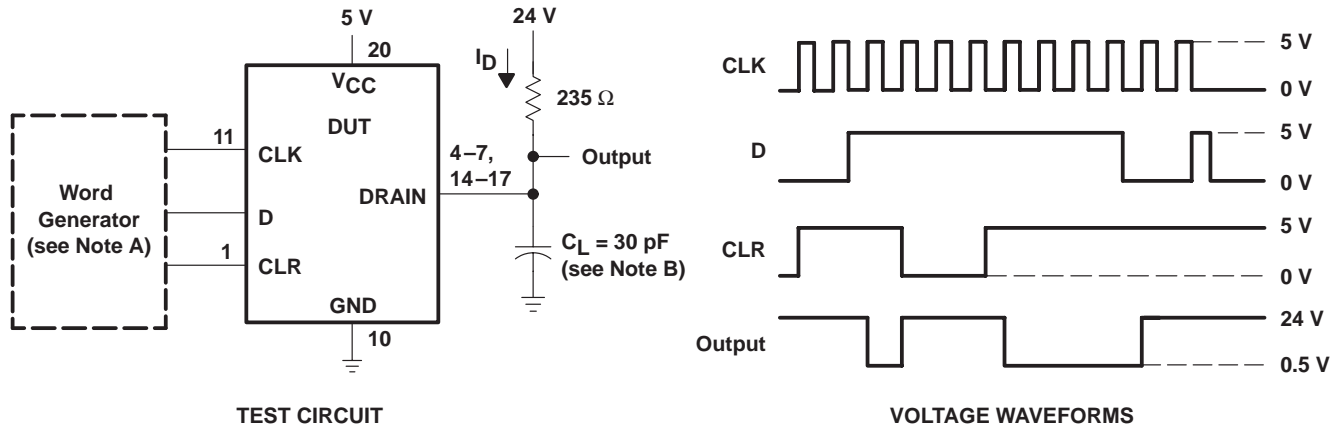 5 V
20
VCC
DUT
Word
Generator
(see Note A)
11
CLK
D
1
CLR
DRAIN
GND
10
4–7,
14–17
24 V
ID
235 Ω
Output
CL = 30 pF
(see Note B)
TEST CIRCUIT
CLK
5 V
0 V
D
5 V
0 V
CLR
5 V
0 V
Output
24 V
0.5 V
VOLTAGE WAVEFORMS